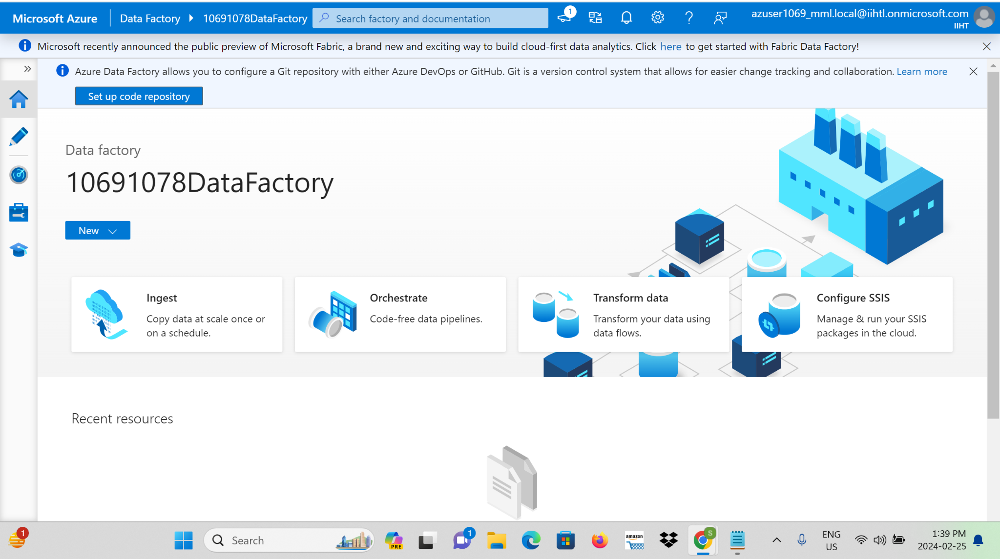 Microsoft Azure
Data Factory
10691078DataFactory
Search factory and documentation
1
azuser1069_mml.local@iihtl.onmicrosoft.com
IIHT
Microsoft recently announced the public preview of Microsoft Fabric, a brand new and exciting way to build cloud-first data analytics. Click here to get started with Fabric Data Factory!
Azure Data Factory allows you to configure a Git repository with either Azure DevOps or GitHub. Git is a version control system that allows for easier change tracking and collaboration. Learn more
Set up code repository
Data factory
10691078DataFactory
New
Ingest
Copy data at scale once or
on a schedule.
Orchestrate
Code-free data pipelines.
Transform data
Transform your data using
data flows.
Configure SSIS
Manage & run your SSIS
packages in the cloud.
Recent resources
1
Search
PRE
1
amazon
S
ENG
US
1:39 PM
2024-02-25